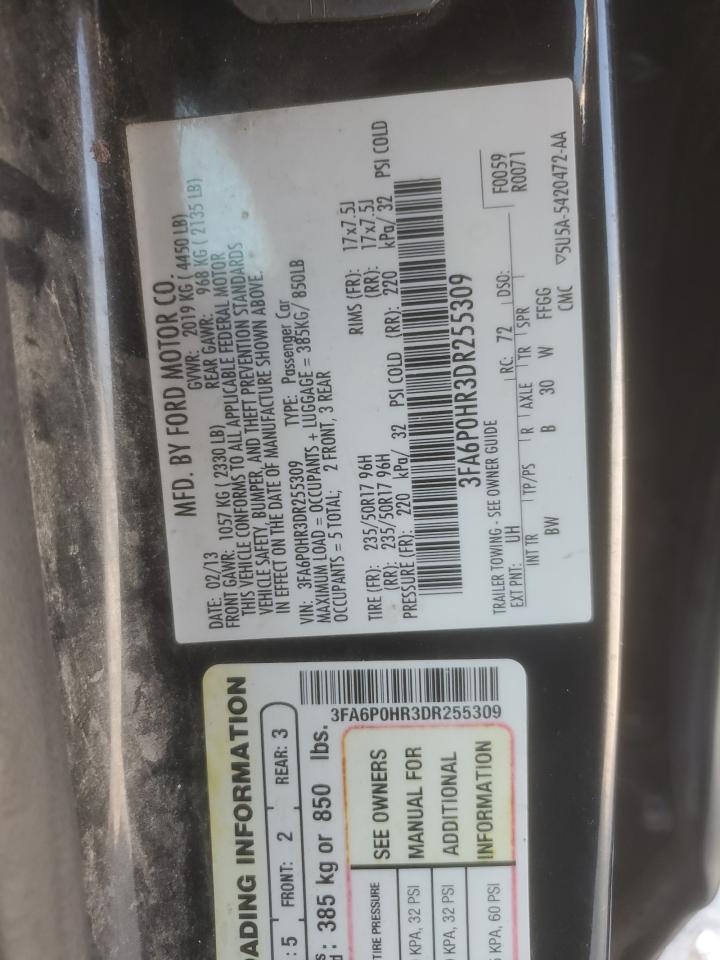 MFD. BY FORD MOTOR CO.
DATE: 02/13 GVWR: 2019 KG / 4450 LB)
FRONT GAWR: 1057 KG ( 2330 LB) REAR GAWR: 968 KG ( 2135 LB)
THIS VEHICLE CONFORMS TO ALL APPLICABLE FEDERAL MOTOR
VEHICLE SAFETY, BUMPER, AND THEFT PREVENTION STANDARDS
IN EFFECT ON THE DATE OF MANUFACTURE SHOWN ABOVE.
VIN: 3FA6P0HR3DR255309 TYPE: Passenger Car
MAXIMUM LOAD = OCCUPANTS + LUGGAGE = 385KG/ 850LB
OCCUPANTS = 5 TOTAL; 2 FRONT, 3 REAR
TIRE (FR): 235/50R17 96H RIMS (FR): 17x7.5J
(RR): 235/50R17 96H (RR): 17x7.5J
PRESSURE (FR): 220 kPa/ 32 PSI COLD (RR): 220 kPa/ 32 PSI COLD
3FA6P0HR3DR255309
TRAILER TOWING - SEE OWNER GUIDE F0059
EXT PNT: UH RC: 72 DSO: R0071
INT TR TP/PS R AXLE TR SPR
BW B 30 W FFGG
CMC ▽5U5A-5420472-AA
ADING INFORMATION
: 5 FRONT: 2 REAR: 3
: 385 kg or 850 lbs.
3FA6P0HR3DR255309
TIRE PRESSURE SEE OWNERS
KPA, 32 PSI MANUAL FOR
KPA, 32 PSI ADDITIONAL
KPA, 60 PSI INFORMATION